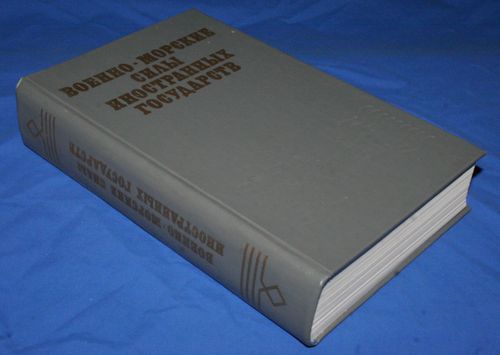 ВОЕННО-МОРСКИЕ
СИЛЫ
ИНОСТРАННЫХ
ГОСУДАРСТВ
ВОЕННО-МОРСКИЕ СИЛЫ
ИНОСТРАННЫХ ГОСУДАРСТВ